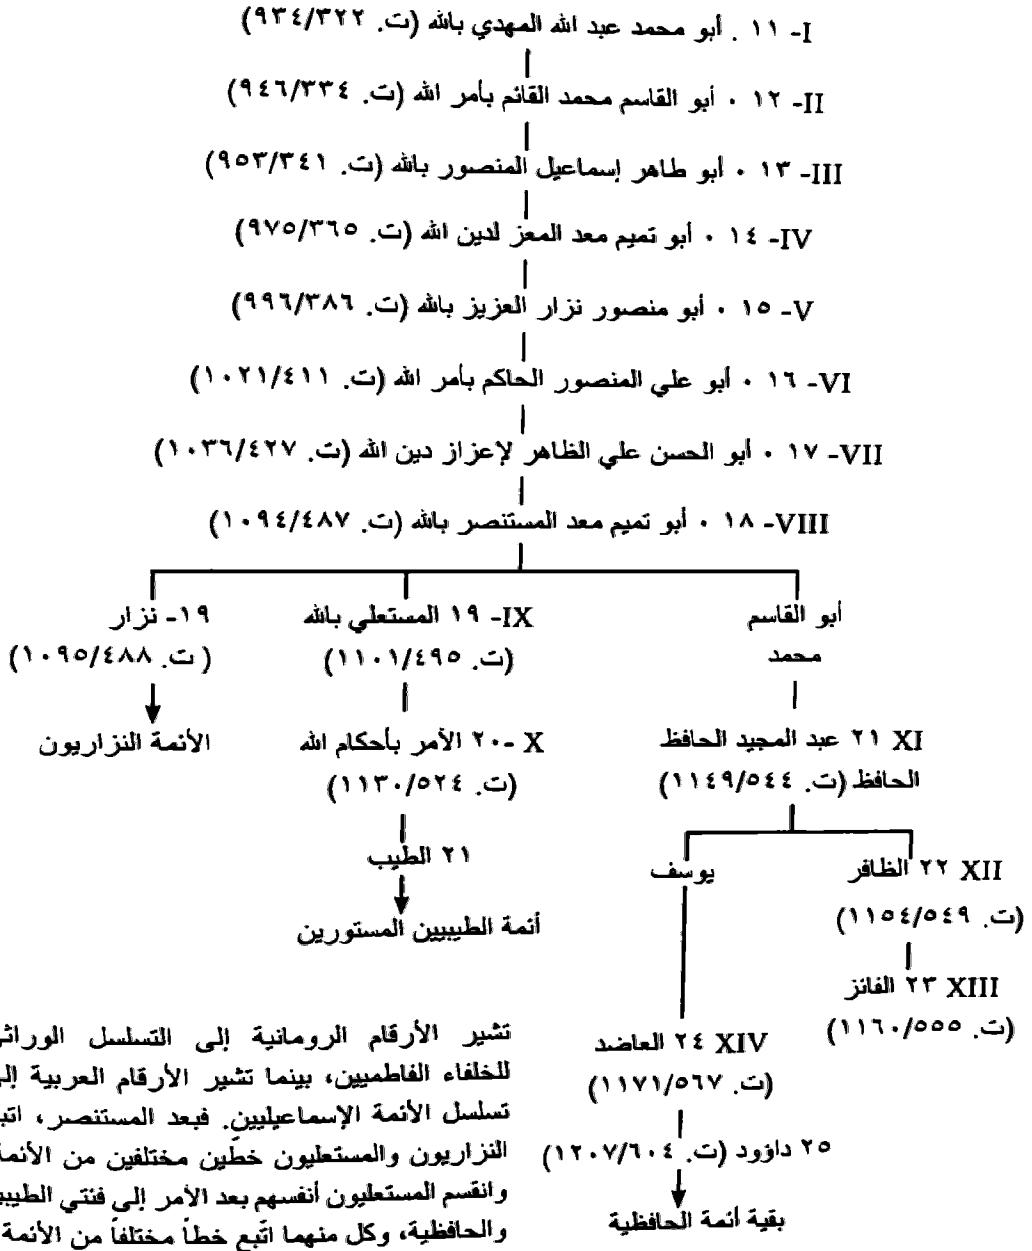 I- ١١ . أبو محمد عبد الله المهدي بالله (ت. ٩٣٤/٣٢٢)
II- ١٢ . أبو القاسم محمد القائم بأمر الله (ت. ٩٤٦/٣٣٤)
III- ١٣ . أبو طاهر إسماعيل المنصور بالله (ت. ٩٥٣/٣٤١)
IV- ١٤ . أبو تميم معد المعز لدين الله (ت. ٩٧٥/٣٦٥)
V- ١٥ . أبو منصور نزار العزيز بالله (ت. ٩٩٦/٣٨٦)
VI- ١٦ . أبو علي المنصور الحاكم بأمر الله (ت. ١٠٢١/٤١١)
VII- ١٧ . أبو الحسن علي الظاهر لإعزاز دين الله (ت. ١٠٣٦/٤٢٧)
VIII- ١٨ . أبو تميم معد المستنصر بالله (ت. ١٠٩٤/٤٨٧)
أبو القاسم
محمد
IX- ١٩ المستعلي بالله
(ت. ١١٠١/٤٩٥)
١٩- نزار
(ت. ١٠٩٥/٤٨٨)
XI ٢١ عبد المجيد الحافظ
الحافظ (ت. ١١٤٩/٥٤٤)
X -٢٠ الأمر بأحكام الله
(ت. ١١٣٠/٥٢٤)
الأئمة النزاريون
٢١ الطيب
أئمة الطيبيين المستورين
XII ٢٢ الظافر
(ت. ١١٥٤/٥٤٩)
يوسف
XIII ٢٣ الفائز
(ت. ١١٦٠/٥٥٥)
XIV ٢٤ العاضد
(ت. ١١٧١/٥٦٧)
٢٥ داؤود (ت. ١٢٠٧/٦٠٤)
بقية أئمة الحافظية
تشير الأرقام الرومانية إلى التسلسل
للخلفاء الفاطميين، بينما تشير الأرقام العربية
تسلسل الأئمة الإسماعيليين. فبعد المستنصر،
النزاريون والمستعليون خطّين مختلفين من
وانقسم المستعليون أنفسهم بعد الأمر إلى فئتي
والحافظية، وكل منهما اتّبع خطاً مختلفاً من الأئمة